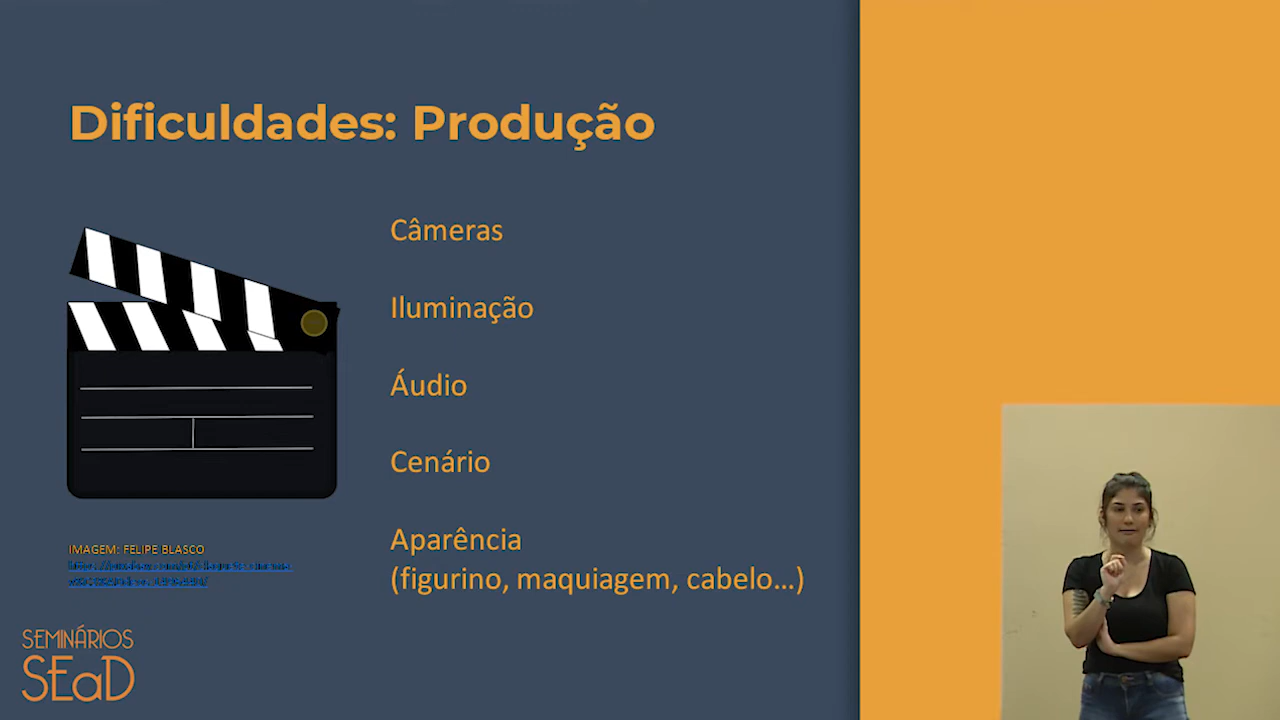 Dificuldades: Produção
Câmeras
Iluminação
Áudio
Cenário
Aparência
(figurino, maquiagem, cabelo...)
IMAGEM: FELIPE BLASCO
SEMINÁRIOS
SEaD